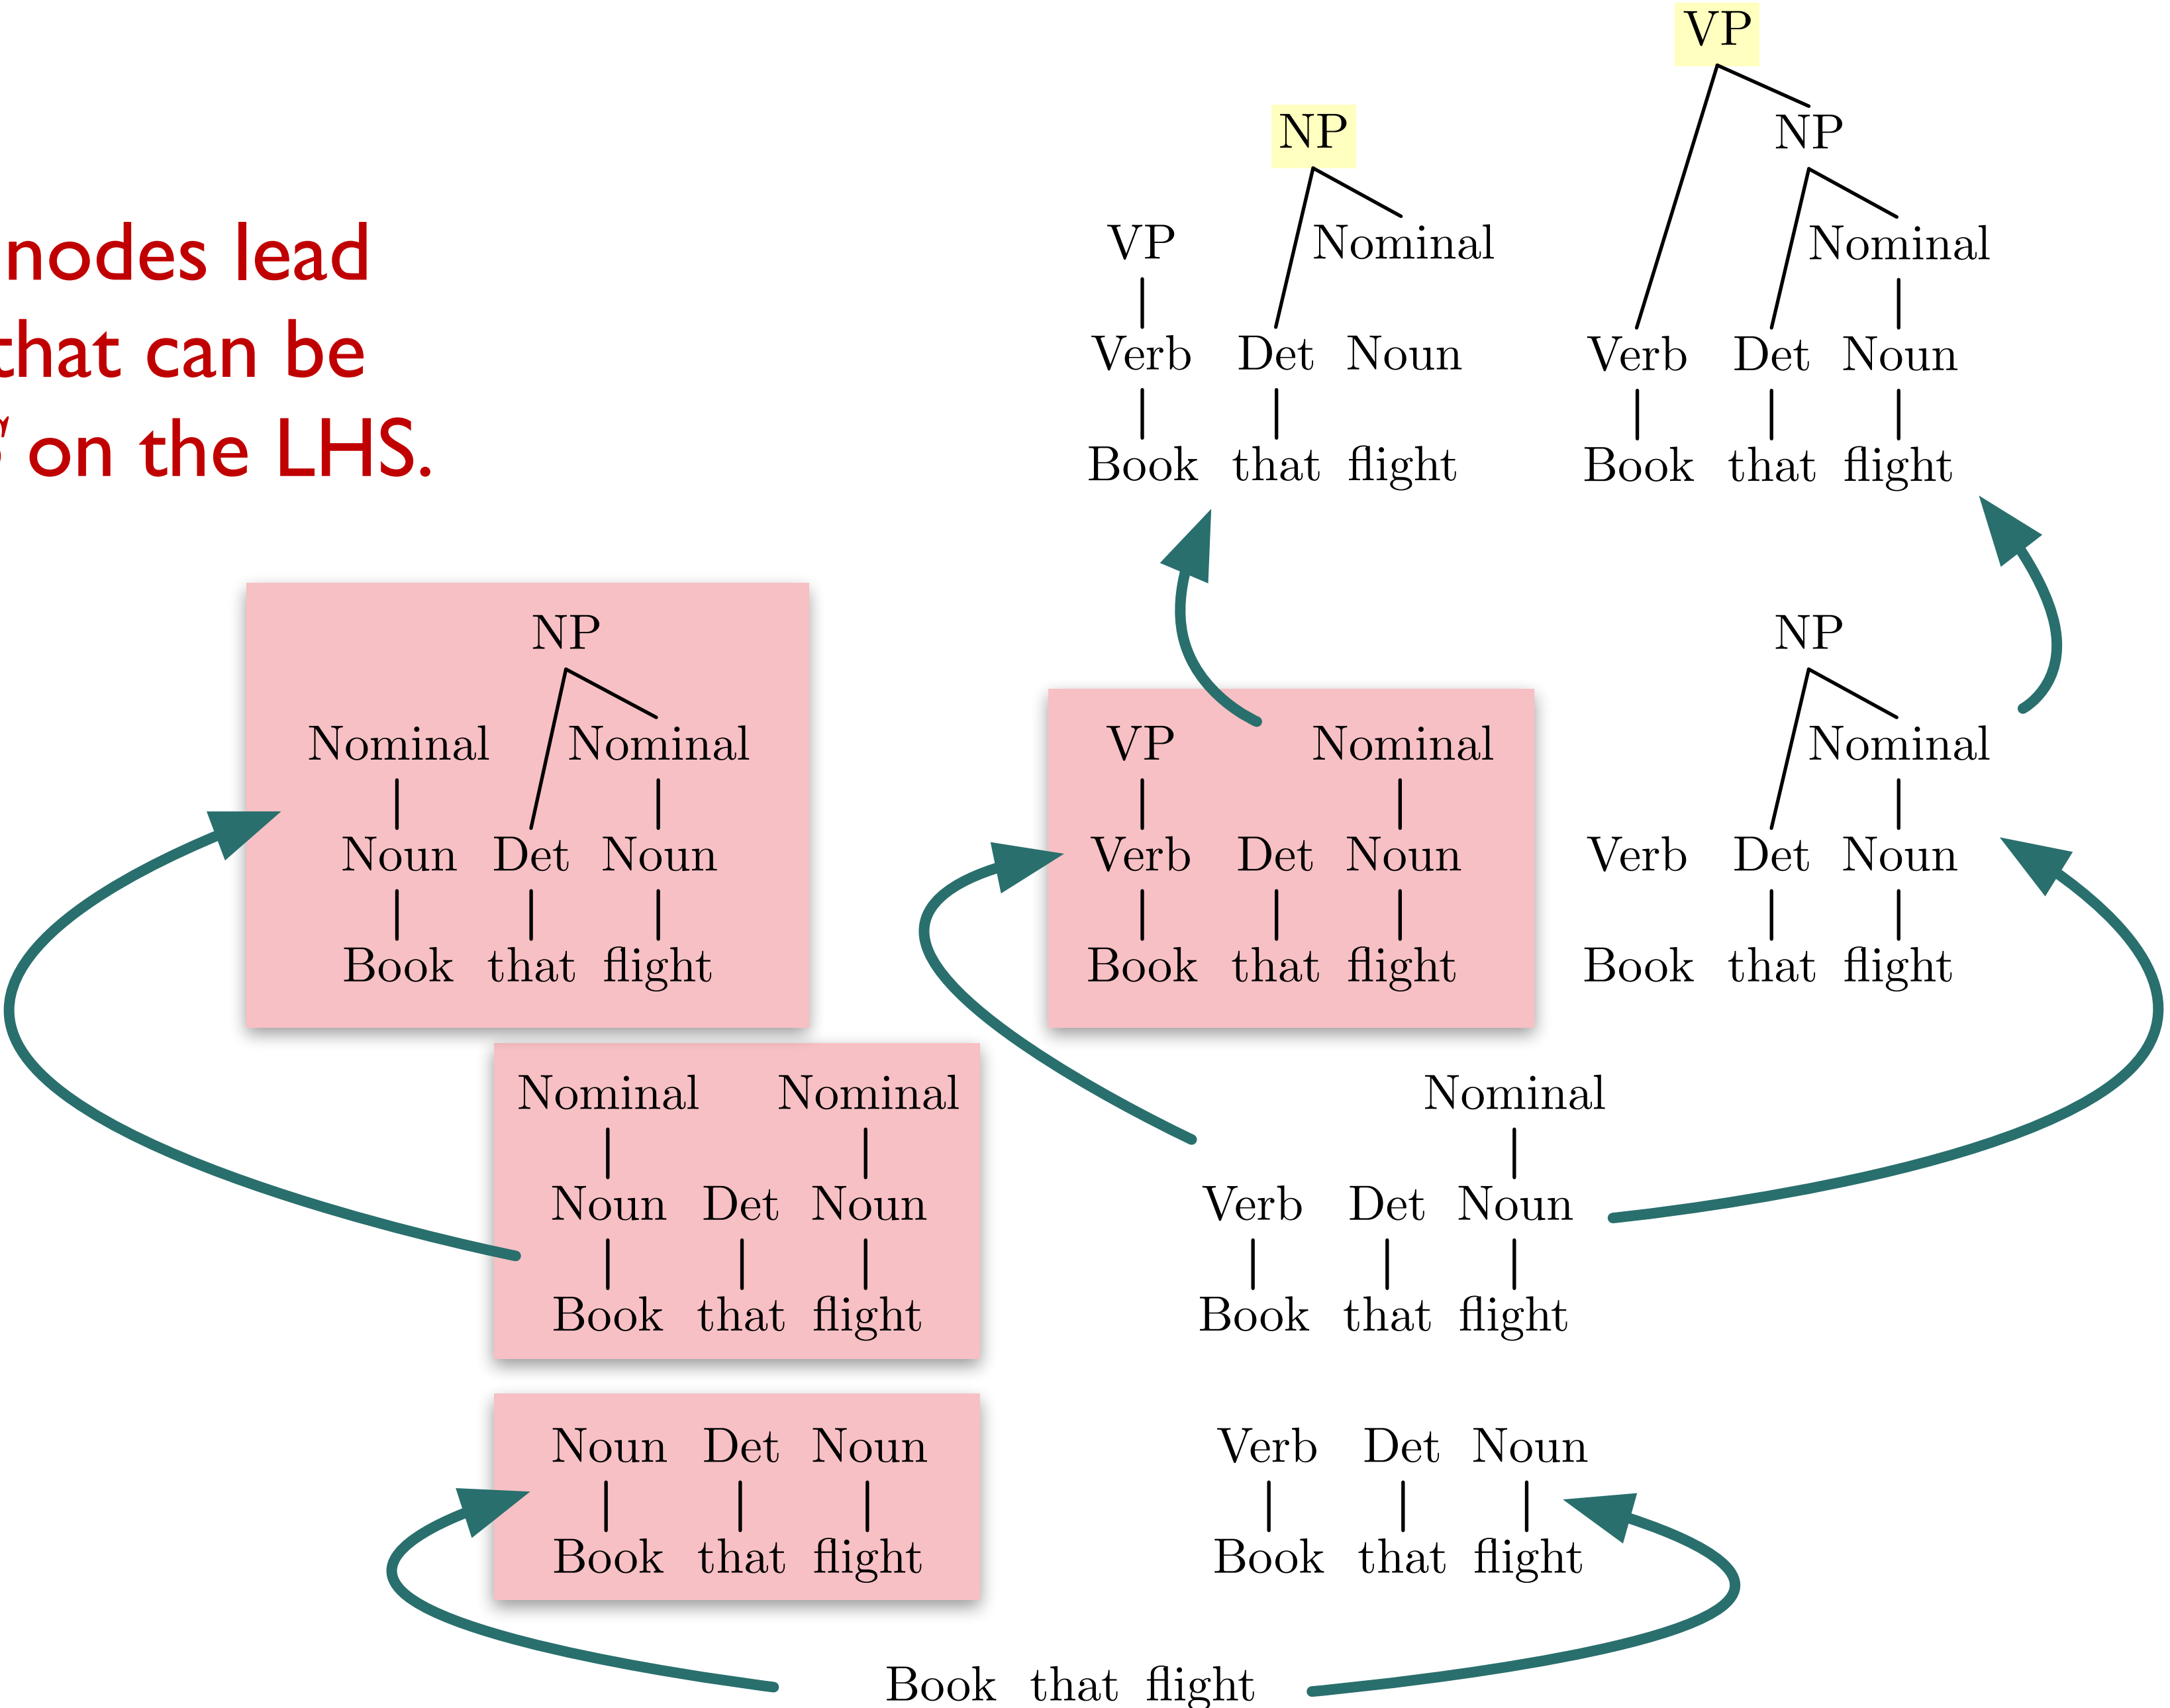 VP
NP
NP
nodes lead
VP Nominal Nominal
that can be
Verb Det Noun Verb Det Noun
on the LHS.
Book that flight Book that flight
NP NP
Nominal Nominal VP Nominal Nominal
Noun Det Noun Verb Det Noun Verb Det Noun
Book that flight Book that flight Book that flight
Nominal Nominal Nominal
Noun Det Noun Verb Det Noun
Book that flight Book that flight
Noun Det Noun Verb Det Noun
Book that flight Book that flight
Book that flight